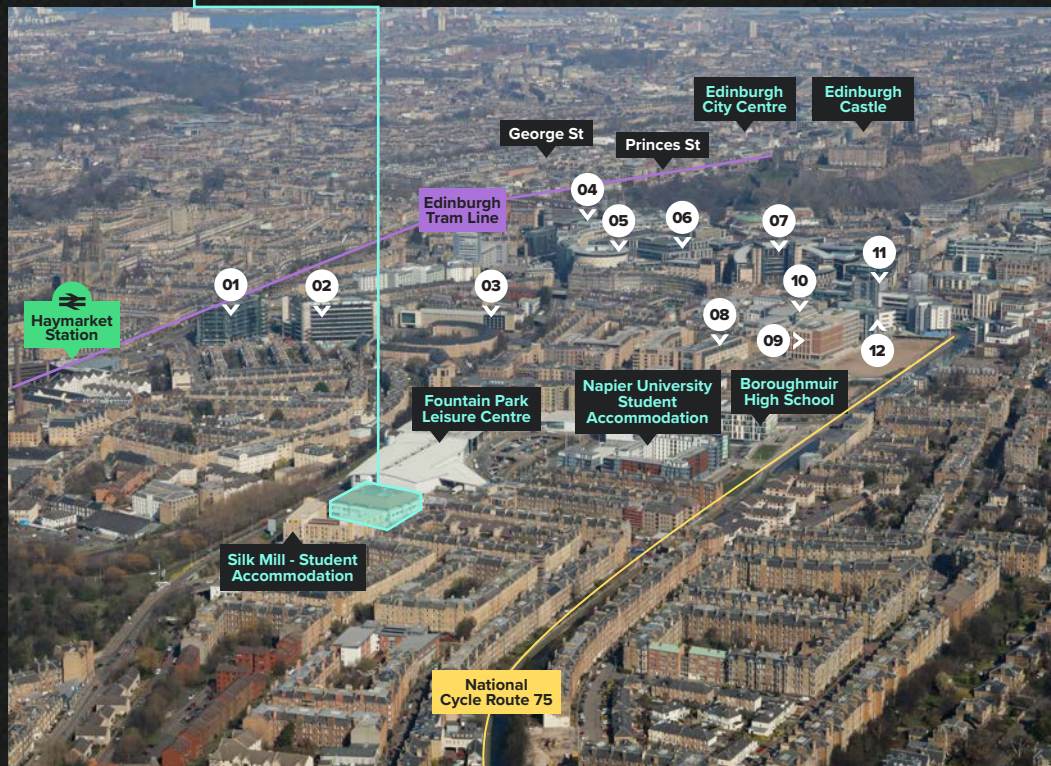 Edinburgh
City Centre
Edinburgh
Castle
George St
Princes St
Edinburgh
Tram Line
04
05
06
07
11
01
02
03
10
Haymarket
Station
08
09
12
Fountain Park
Leisure Centre
Napier University
Student
Accommodation
Boroughmuir
High School
Silk Mill - Student
Accommodation
National
Cycle Route 75